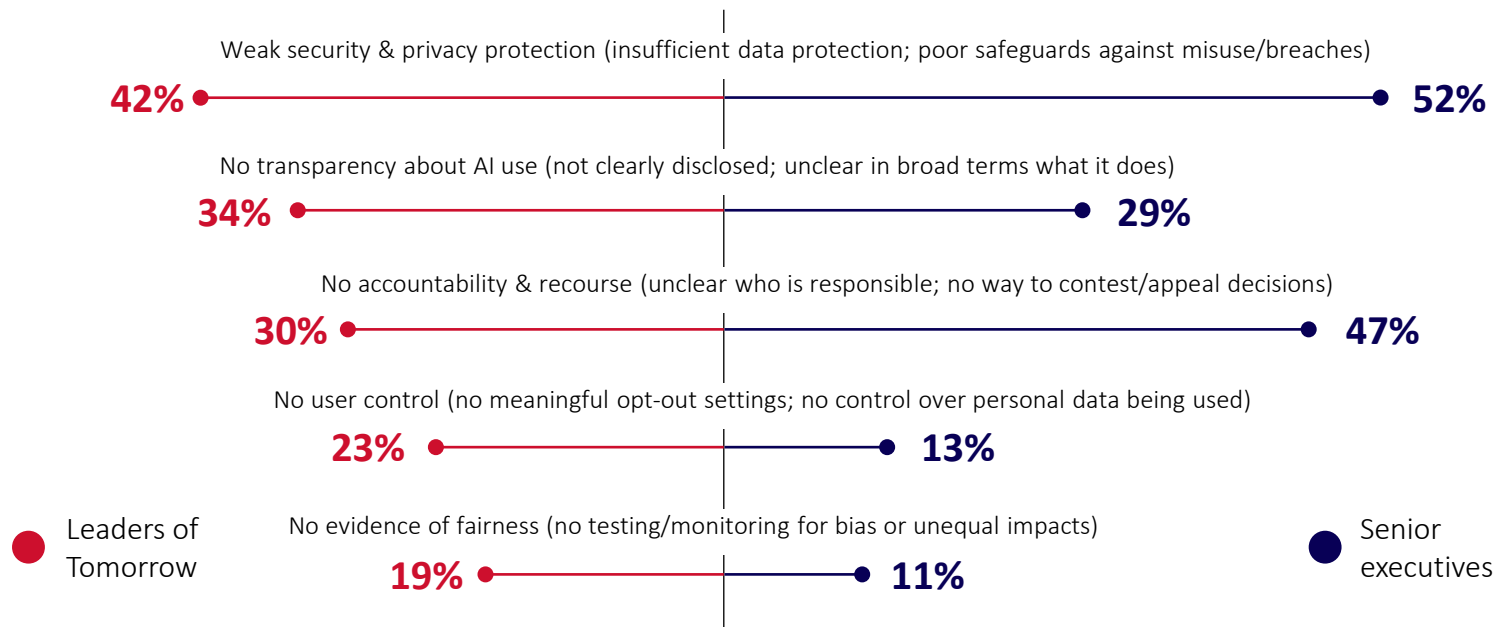 Weak security & privacy protection (insufficient data protection; poor safeguards against misuse/breaches)
42%
52%
No transparency about AI use (not clearly disclosed; unclear in broad terms what it does)
34%
29%
No accountability & recourse (unclear who is responsible; no way to contest/appeal decisions)
30%
47%
No user control (no meaningful opt-out settings; no control over personal data being used)
23%
13%
No evidence of fairness (no testing/monitoring for bias or unequal impacts)
19%
11%
Leaders of
Tomorrow
Senior
executives